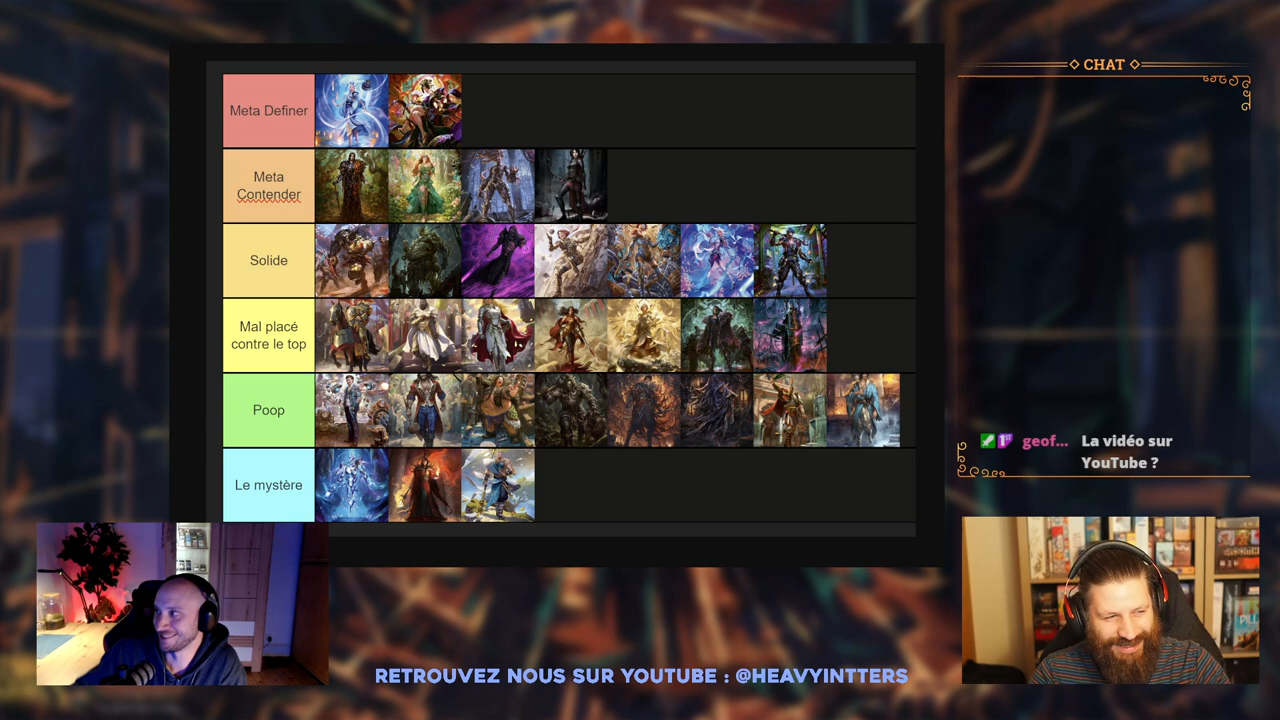 CHAT
Meta Definer
Meta
Contender
Solide
Mal placé
contre le top
Poop
Le mystère
geof... La vidéo sur
YouTube ?
RETROUVEZ NOUS SUR YOUTUBE : @HEAVYINTTERS